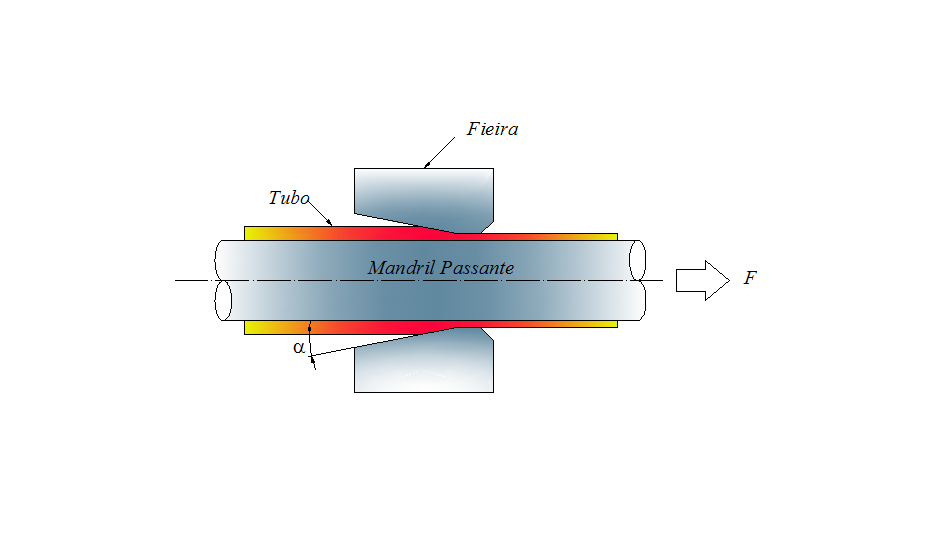 Fieira
Tubo
Mandril Passante
F
α